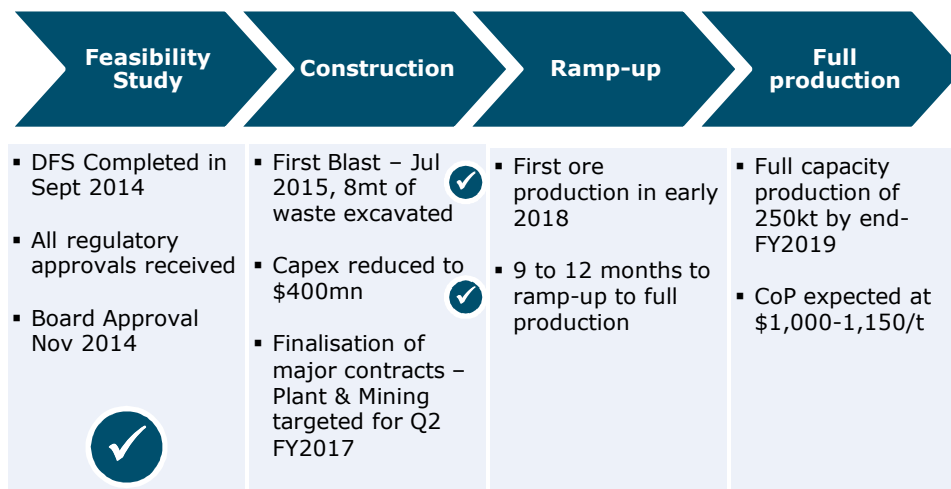 Feasibility
Study
Construction
Ramp-up
Full
production
▪ DFS Completed in
Sept 2014
▪ All regulatory
approvals received
▪ Board Approval
Nov 2014
▪ First Blast – Jul
2015, 8mt of
waste excavated
▪ Capex reduced to
$400mn
▪ Finalisation of
major contracts –
Plant & Mining
targeted for Q2
FY2017
▪ First ore
production in early
2018
▪ 9 to 12 months to
ramp-up to full
production
▪ Full capacity
production of
250kt by end-
FY2019
▪ CoP expected at
$1,000-1,150/t